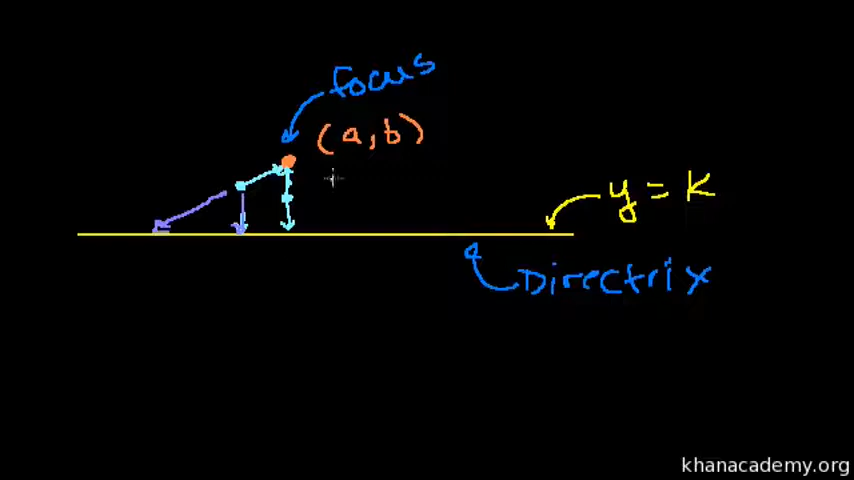 focus
(a, b)
y = k
Directrix
khanacademy.org